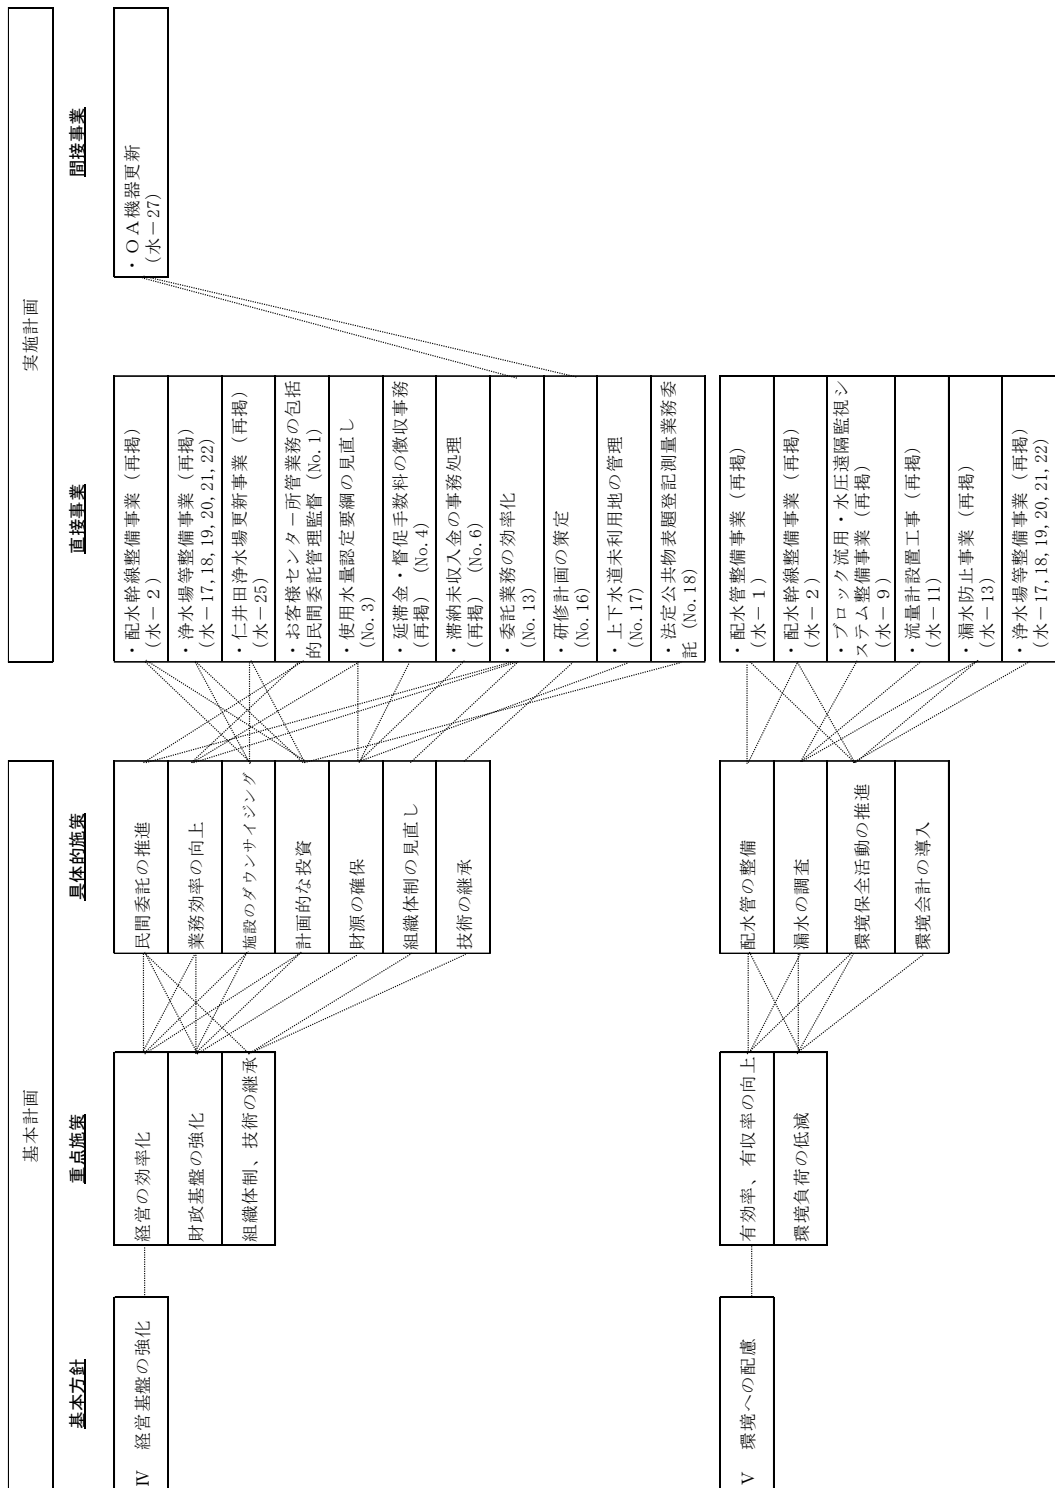 基本計画
実施計画
基本方針
重点施策
具体的施策
直接事業
間接事業
Ⅳ　経営基盤の強化
経営の効率化
財政基盤の強化
組織体制、技術の継承
民間委託の推進
業務効率の向上
施設のダウンサイジング
計画的な投資
財源の確保
組織体制の見直し
技術の継承
・配水幹線整備事業（再掲）
（水－2）
・浄水場等整備事業（再掲）
（水－17,18,19,20,21,22）
・仁井田浄水場更新事業（再掲）
（水－25）
・お客様センター所管業務の包括
的民間委託管理監督（No.1）
・使用水量認定要綱の見直し
（No.3）
・延滞金・督促手数料の徴収事務
（再掲）（No.4）
・滞納未収入金の事務処理
（再掲）（No.6）
・委託業務の効率化
（No.13）
・研修計画の策定
（No.16）
・上下水道未利用地の管理
（No.17）
・法定公共物表題登記測量業務委
託（No.18）
・ＯＡ機器更新
（水－27）
Ⅴ　環境への配慮
有効率、有収率の向上
環境負荷の低減
配水管の整備
漏水の調査
環境保全活動の推進
環境会計の導入
・配水管整備事業（再掲）
（水－1）
・配水幹線整備事業（再掲）
（水－2）
・ブロック流用・水圧遠隔監視シ
ステム整備事業（再掲）
（水－9）
・流量計設置工事（再掲）
（水－11）
・漏水防止事業（再掲）
（水－13）
・浄水場等整備事業（再掲）
（水－17,18,19,20,21,22）